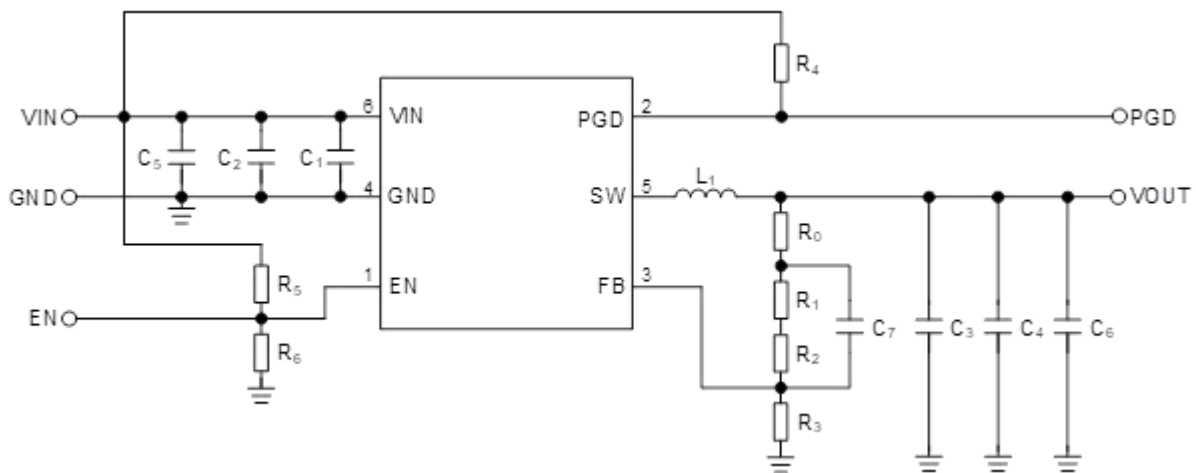 R4
VIN
6
VIN
PGD
2
PGD
C5
C2
C1
L1
GND
4
GND
SW
5
VOUT
R0
R5
1
EN
FB
3
R1
EN
C7
C3
C4
C6
R6
R2
R3